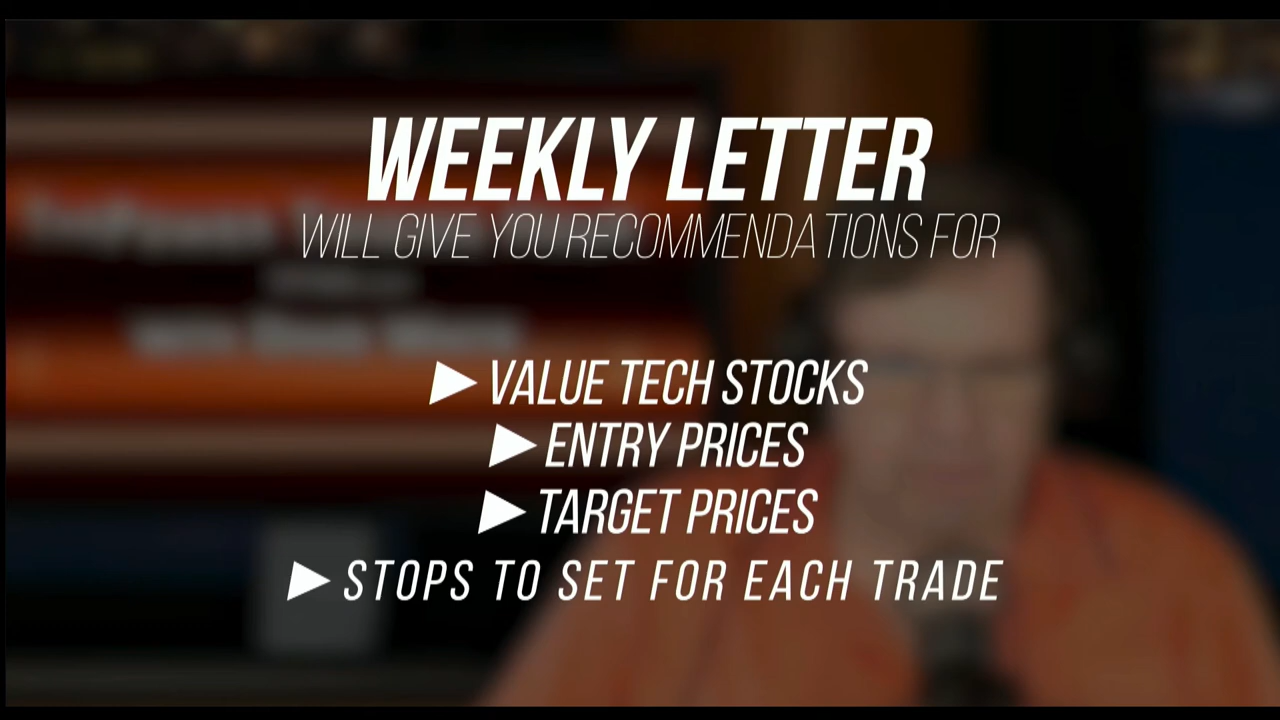 WEEKLY LETTER
WILL GIVE YOU RECOMMENDATIONS FOR
▶ VALUE TECH STOCKS
▶ ENTRY PRICES
▶ TARGET PRICES
▶ STOPS TO SET FOR EACH TRADE